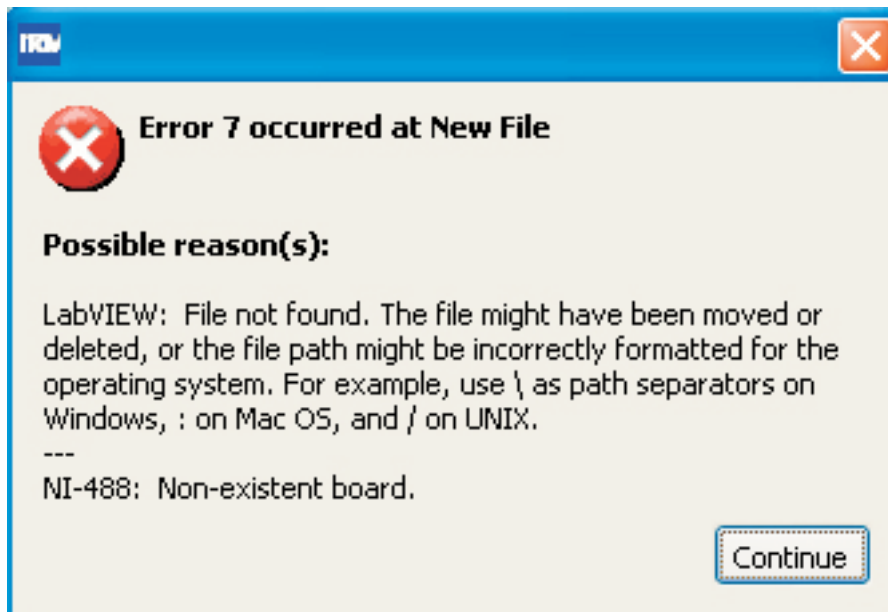 Error 7 occurred at New File
Possible reason(s):
LabVIEW:  File not found. The file might have been moved or
deleted, or the file path might be incorrectly formatted for the
operating system. For example, use \ as path separators on
Windows, : on Mac OS, and / on UNIX.
---
NI-488:  Non-existent board.
Continue